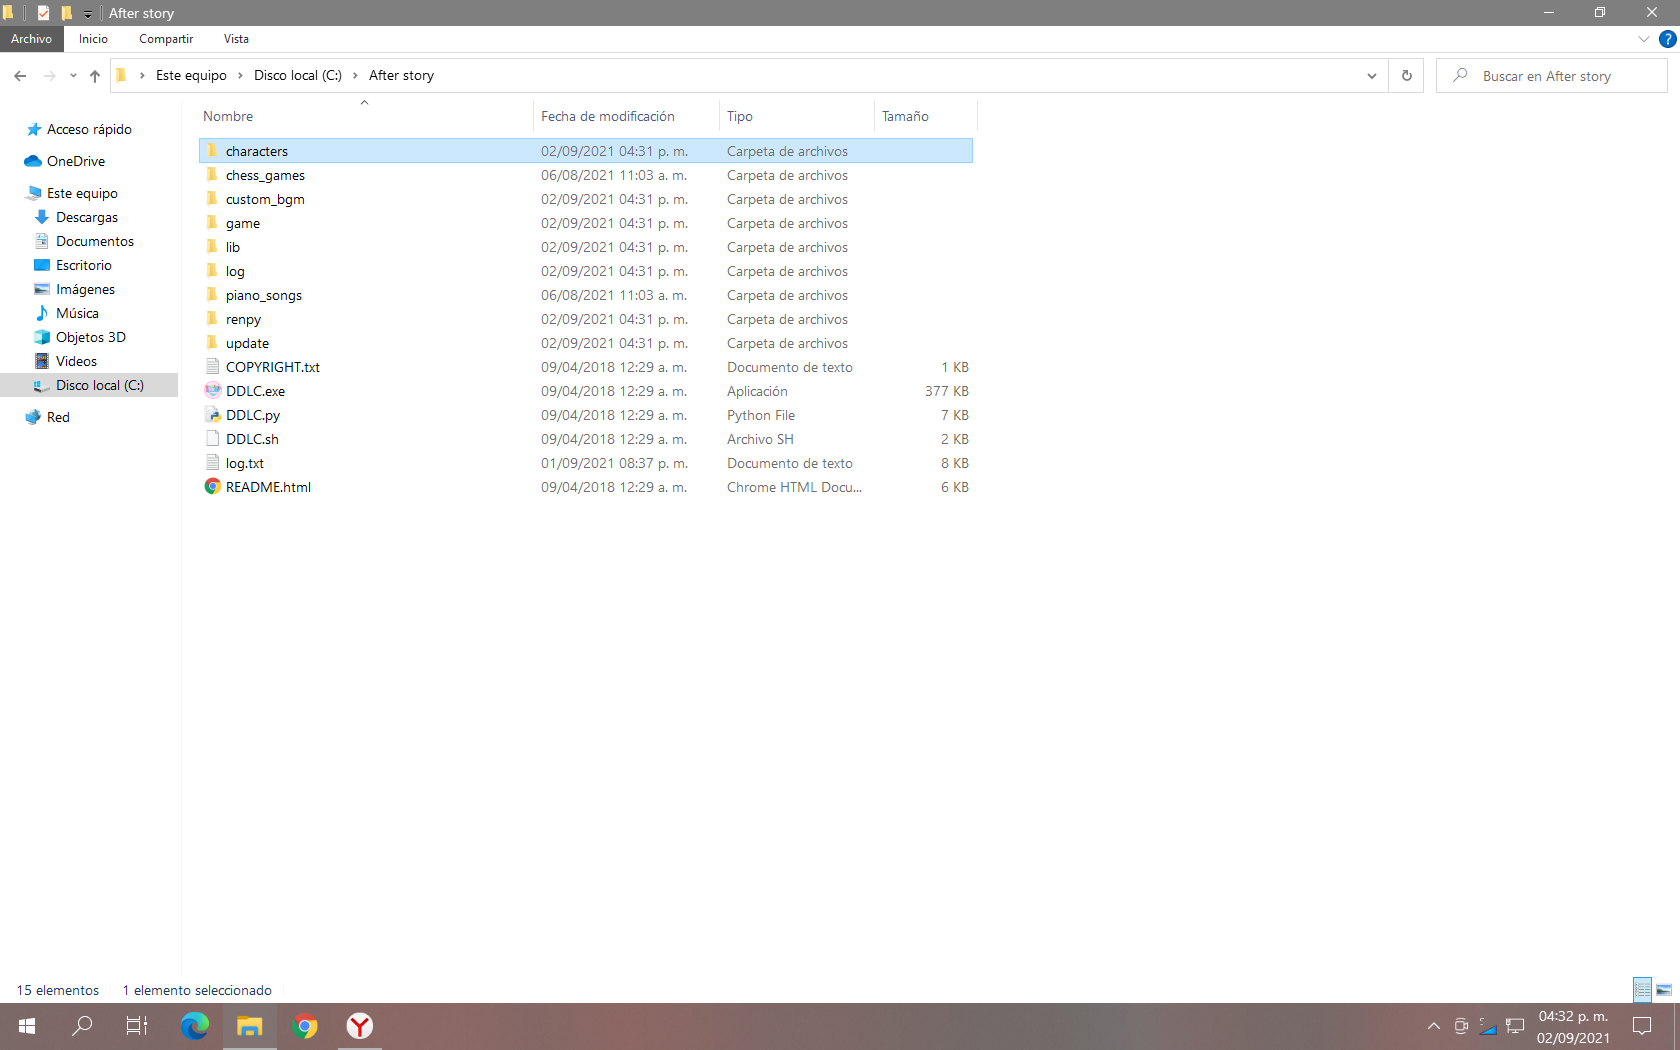 After story
Archivo Inicio Compartir Vista
Este equipo > Disco local (C:) > After story
Buscar en After story
Nombre Fecha de modificación Tipo Tamaño
Acceso rápido
OneDrive
Este equipo
Descargas
Documentos
Escritorio
Imágenes
Música
Objetos 3D
Videos
Disco local (C:)
Red
characters 02/09/2021 04:31 p. m. Carpeta de archivos
chess_games 06/08/2021 11:03 a. m. Carpeta de archivos
custom_bgm 02/09/2021 04:31 p. m. Carpeta de archivos
game 02/09/2021 04:31 p. m. Carpeta de archivos
lib 02/09/2021 04:31 p. m. Carpeta de archivos
log 02/09/2021 04:31 p. m. Carpeta de archivos
piano_songs 06/08/2021 11:03 a. m. Carpeta de archivos
renpy 02/09/2021 04:31 p. m. Carpeta de archivos
update 02/09/2021 04:31 p. m. Carpeta de archivos
COPYRIGHT.txt 09/04/2018 12:29 a. m. Documento de texto 1 KB
DDLC.exe 09/04/2018 12:29 a. m. Aplicación 377 KB
DDLC.py 09/04/2018 12:29 a. m. Python File 7 KB
DDLC.sh 09/04/2018 12:29 a. m. Archivo SH 2 KB
log.txt 01/09/2021 08:37 p. m. Documento de texto 8 KB
README.html 09/04/2018 12:29 a. m. Chrome HTML Docu... 6 KB
15 elementos 1 elemento seleccionado
04:32 p. m.
02/09/2021